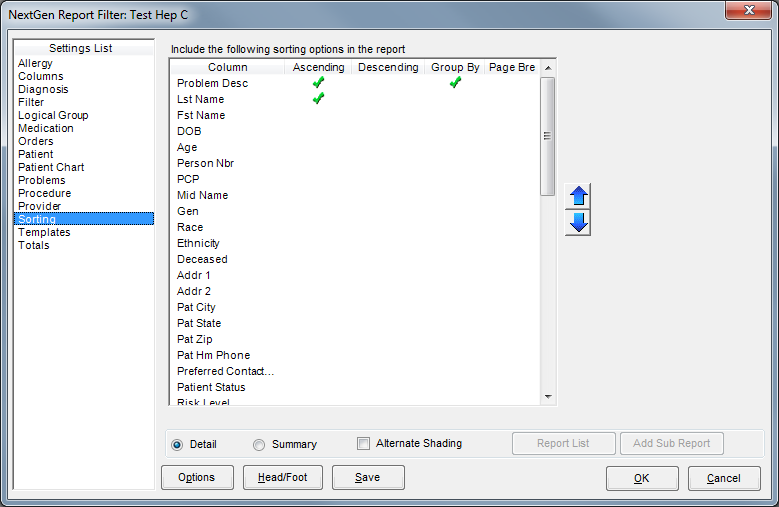 NextGen Report Filter: Test Hep C
Settings List
Allergy
Columns
Diagnosis
Filter
Logical Group
Medication
Orders
Patient
Patient Chart
Problems
Procedure
Provider
Sorting
Templates
Totals
Include the following sorting options in the report
Column Ascending Descending Group By Page Bre
Problem Desc
Lst Name
Fst Name
DOB
Age
Person Nbr
PCP
Mid Name
Gen
Race
Ethnicity
Deceased
Addr 1
Addr 2
Pat City
Pat State
Pat Zip
Pat Hm Phone
Preferred Contact...
Patient Status
Risk Level
Detail Summary Alternate Shading Report List Add Sub Report
Options Head/Foot Save OK Cancel